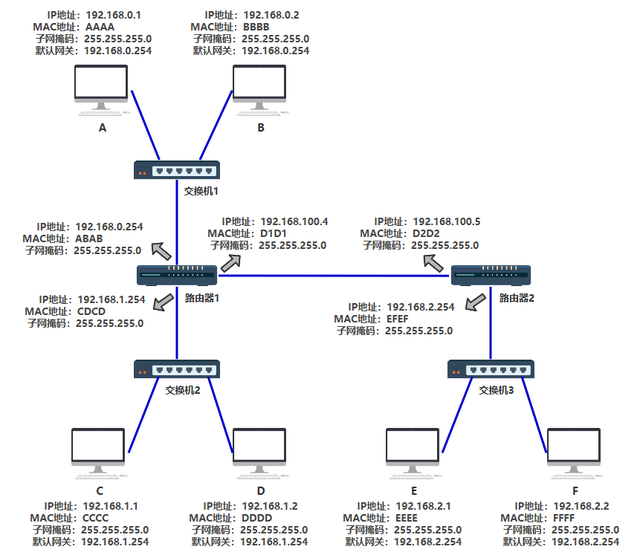 IP地址：192.168.0.1
MAC地址：AAAA
子网掩码：255.255.255.0
默认网关：192.168.0.254
IP地址：192.168.0.2
MAC地址：BBBB
子网掩码：255.255.255.0
默认网关：192.168.0.254
A
B
交换机1
IP地址：192.168.0.254
MAC地址：ABAB
子网掩码：255.255.255.0
IP地址：192.168.100.4
MAC地址：D1D1
子网掩码：255.255.255.0
IP地址：192.168.100.5
MAC地址：D2D2
子网掩码：255.255.255.0
路由器1
路由器2
IP地址：192.168.1.254
MAC地址：CDCD
子网掩码：255.255.255.0
IP地址：192.168.2.254
MAC地址：EFEF
子网掩码：255.255.255.0
交换机2
交换机3
C
D
E
F
IP地址：192.168.1.1
MAC地址：CCCC
子网掩码：255.255.255.0
默认网关：192.168.1.254
IP地址：192.168.1.2
MAC地址：DDDD
子网掩码：255.255.255.0
默认网关：192.168.1.254
IP地址：192.168.2.1
MAC地址：EEEE
子网掩码：255.255.255.0
默认网关：192.168.2.254
IP地址：192.168.2.2
MAC地址：FFFF
子网掩码：255.255.255.0
默认网关：192.168.2.254